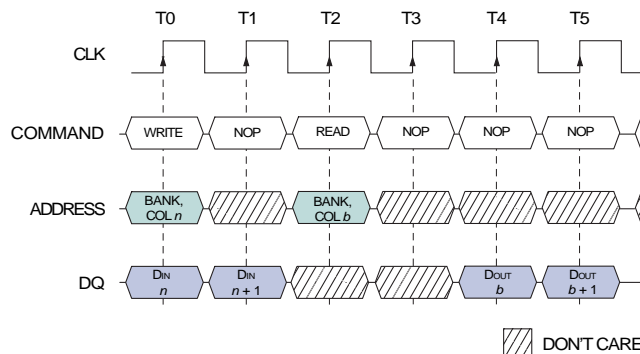 T0 T1 T2 T3 T4 T5
CLK
COMMAND WRITE NOP READ NOP NOP NOP
ADDRESS BANK, COL n BANK, COL b
DQ DIN n DIN n + 1 DOUT b DOUT b + 1
DON'T CARE